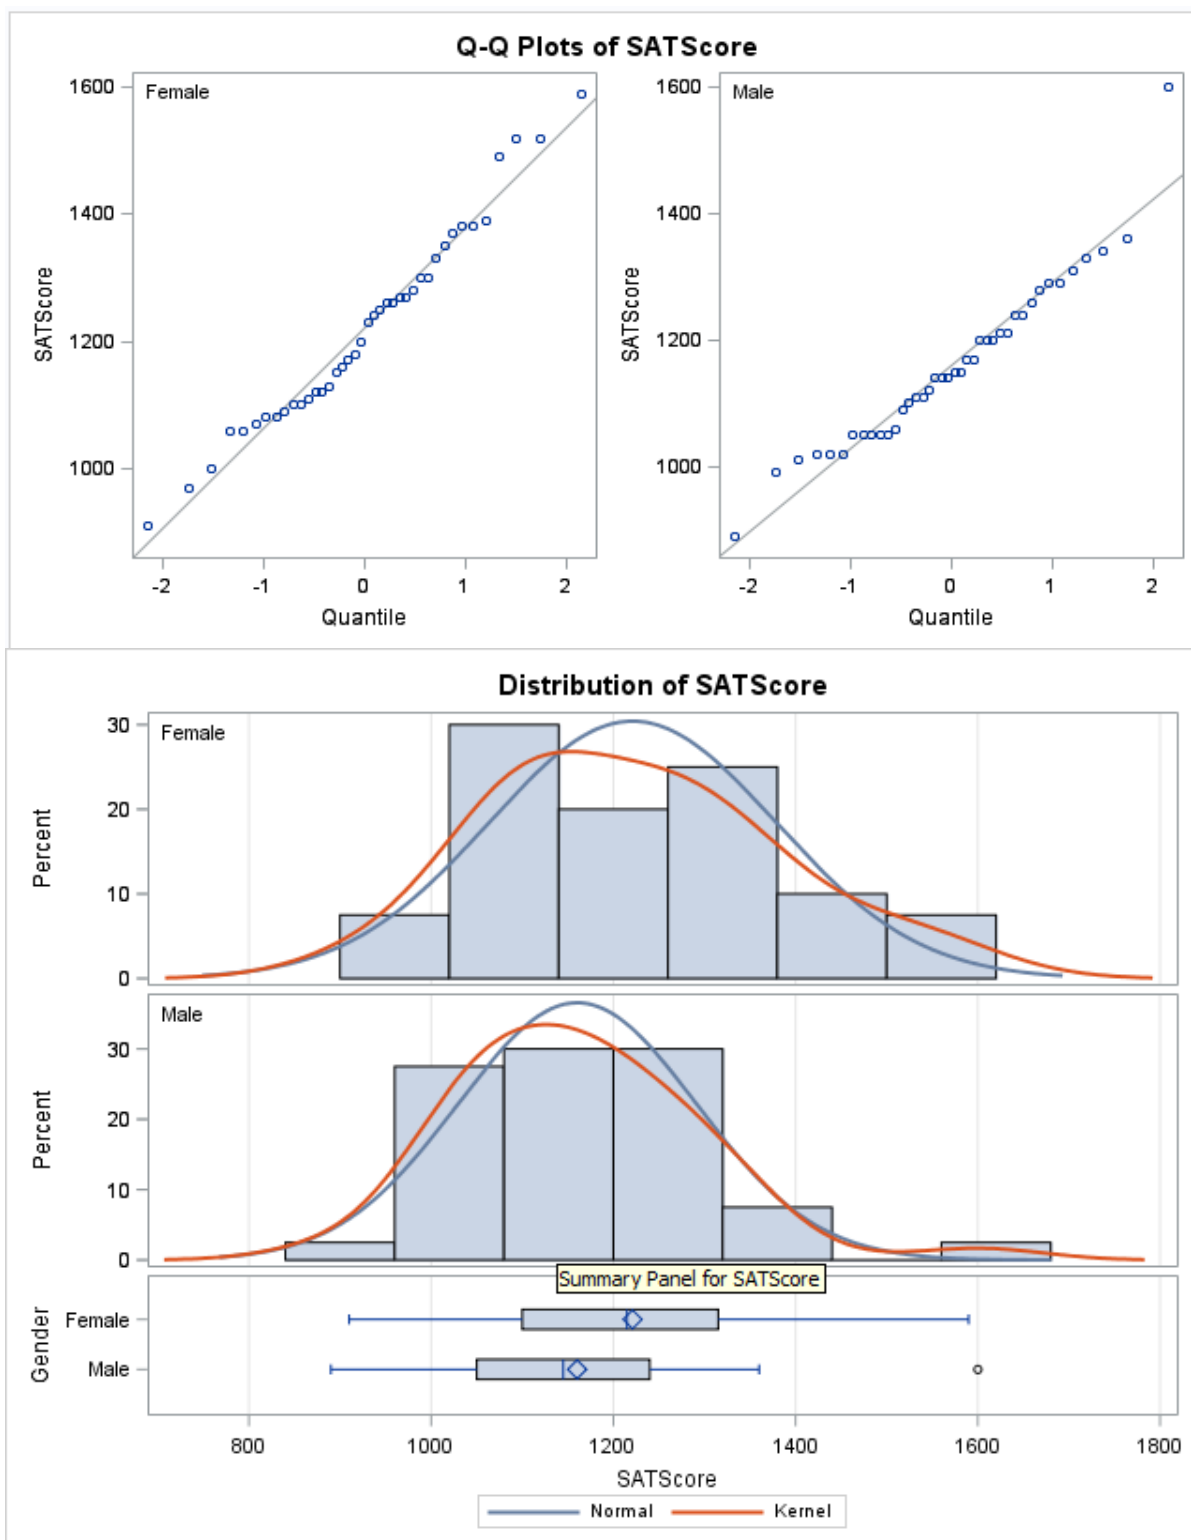 Q-Q Plots of SATScore
Female
Male
1600
1400
1200
1000
SATScore
-2 -1 0 1 2
Quantile
1600
1400
1200
1000
SATScore
-2 -1 0 1 2
Quantile
Distribution of SATScore
Female
30
20
10
0
Percent
Male
30
20
10
0
Percent
Summary Panel for SATScore
Gender
Female
Male
800 1000 1200 1400 1600 1800
SATScore
Normal Kernel